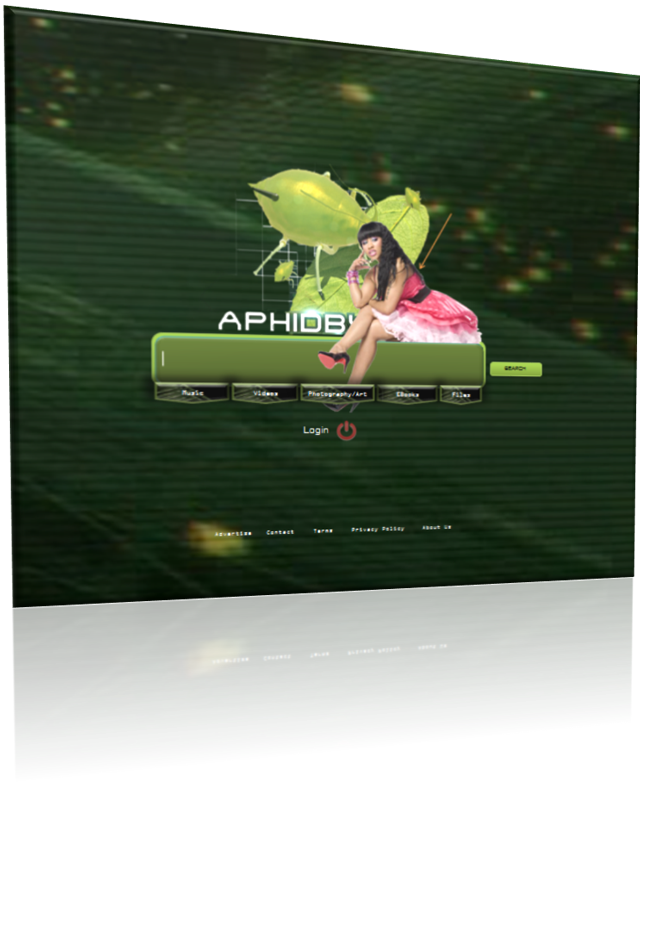 APHIDB
SEARCH
Music Videos Photography/Art EBooks Files
Login
Advertise Contact Terms Privacy Policy About Us